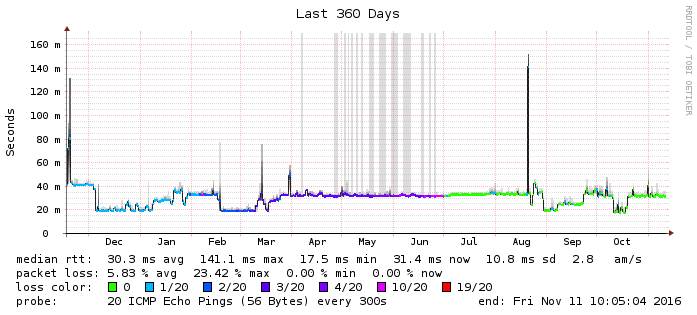 Last 360 Days
RRDTOOL / TOBI OETIKER
Seconds
160 m
140 m
120 m
100 m
80 m
60 m
40 m
20 m
0
Dec Jan Feb Mar Apr May Jun Jul Aug Sep Oct
median rtt: 30.3 ms avg 141.1 ms max 17.5 ms min 31.4 ms now 10.8 ms sd 2.8 am/s
packet loss: 5.83 % avg 23.42 % max 0.00 % min 0.00 % now
loss color: 0 1/20 2/20 3/20 4/20 10/20 19/20
probe: 20 ICMP Echo Pings (56 Bytes) every 300s end: Fri Nov 11 10:05:04 2016